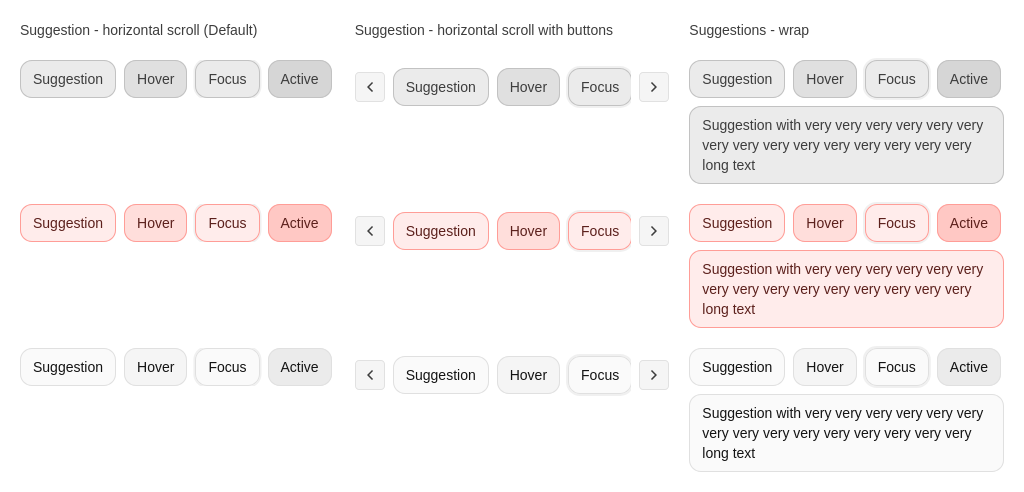 Suggestion - horizontal scroll (Default)
Suggestion Hover Focus Active
Suggestion Hover Focus Active
Suggestion Hover Focus Active
Suggestion - horizontal scroll with buttons
Suggestion Hover Focus
Suggestion Hover Focus
Suggestion Hover Focus
Suggestions - wrap
Suggestion Hover Focus Active
Suggestion with very very very very very very
very very very very very very very very very
long text
Suggestion Hover Focus Active
Suggestion with very very very very very very
very very very very very very very very very
long text
Suggestion Hover Focus Active
Suggestion with very very very very very very
very very very very very very very very very
long text